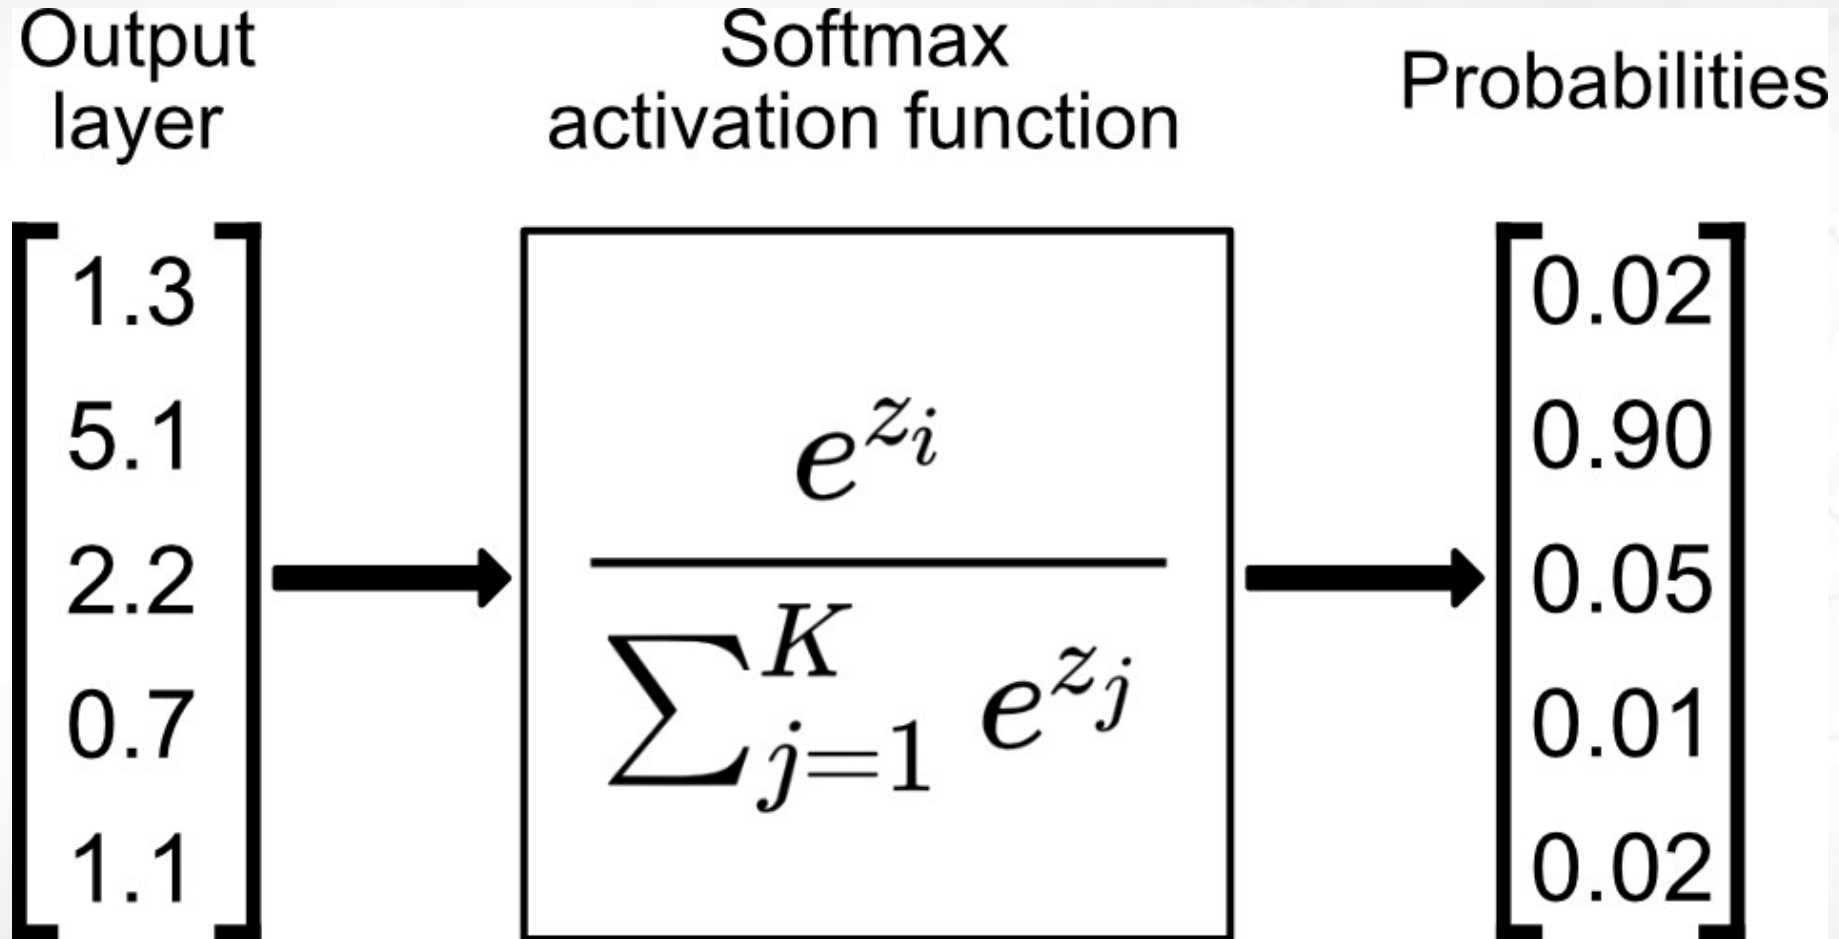 Output
layer
Softmax
activation function
Probabilities
1.3
5.1
2.2
0.7
1.1
e^{z_i}
\sum_{j=1}^{K} e^{z_j}
0.02
0.90
0.05
0.01
0.02